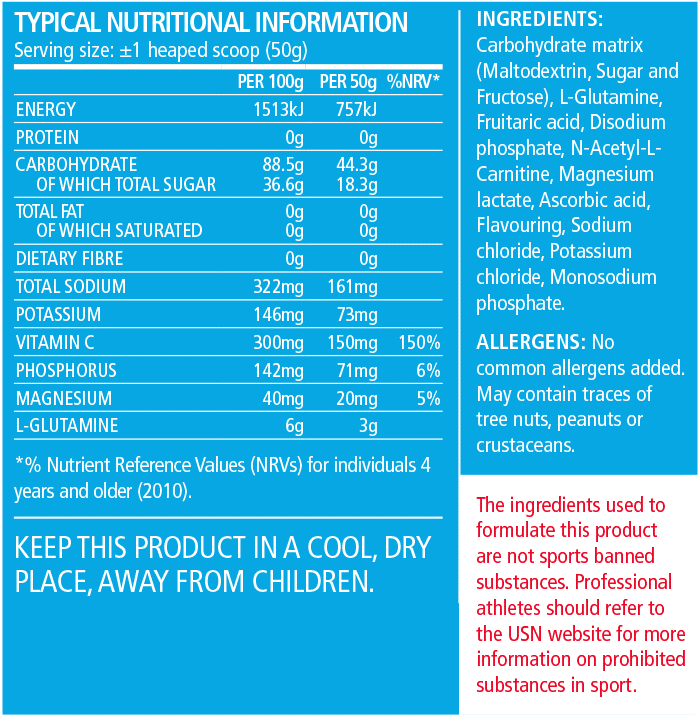 TYPICAL NUTRITIONAL INFORMATION
Serving size: ±1 heaped scoop (50g)
PER 100g PER 50g %NRV*
ENERGY 1513kJ 757kJ
PROTEIN 0g 0g
CARBOHYDRATE 88.5g 44.3g
OF WHICH TOTAL SUGAR 36.6g 18.3g
TOTAL FAT 0g 0g
OF WHICH SATURATED 0g 0g
DIETARY FIBRE 0g 0g
TOTAL SODIUM 322mg 161mg
POTASSIUM 146mg 73mg
VITAMIN C 300mg 150mg 150%
PHOSPHORUS 142mg 71mg 6%
MAGNESIUM 40mg 20mg 5%
L-GLUTAMINE 6g 3g
*% Nutrient Reference Values (NRVs) for individuals 4
years and older (2010).
KEEP THIS PRODUCT IN A COOL, DRY
PLACE, AWAY FROM CHILDREN.
INGREDIENTS:
Carbohydrate matrix
(Maltodextrin, Sugar and
Fructose), L-Glutamine,
Fruitaric acid, Disodium
phosphate, N-Acetyl-L-
Carnitine, Magnesium
lactate, Ascorbic acid,
Flavouring, Sodium
chloride, Potassium
chloride, Monosodium
phosphate.
ALLERGENS: No
common allergens added.
May contain traces of
tree nuts, peanuts or
crustaceans.
The ingredients used to
formulate this product
are not sports banned
substances. Professional
athletes should refer to
the USN website for more
information on prohibited
substances in sport.